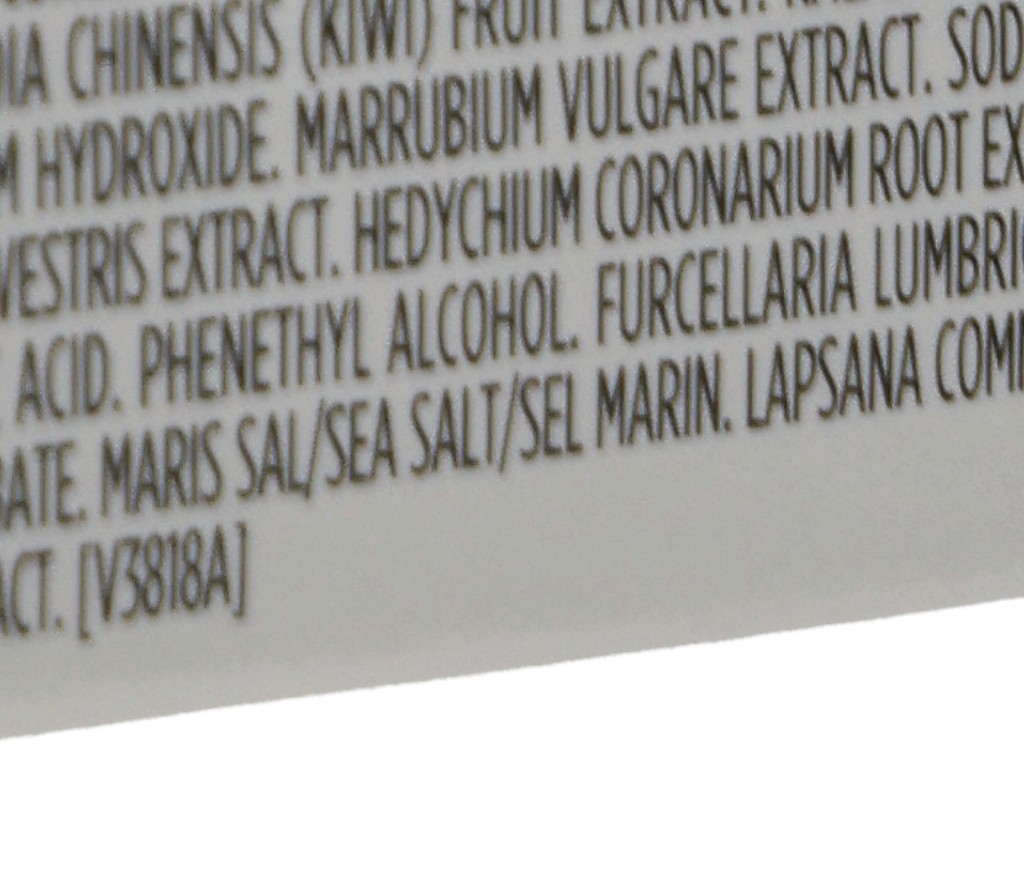 CHINENSIS (KIWI) FRUIT EXTRACT.
HYDROXIDE. MARRUBIUM VULGARE EXTRACT. SOD
VESTRIS EXTRACT. HEDYCHIUM CORONARIUM ROOT EX
ACID. PHENETHYL ALCOHOL. FURCELLARIA LUMBRI
ATE. MARIS SAL/SEA SALT/SEL MARIN. LAPSANA COM
ACT. [V3818A]